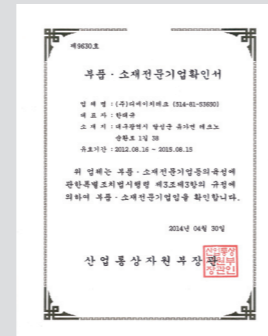 제9630호
부품·소재전문기업확인서
업 체 명 : (주)디에이치테크 (514-81-53650)
대 표 자 : 한대규
소 재 지 : 대구광역시 달성군 유가면 테크노
순환로 1길 38
유효기간 : 2012.08.16 ~ 2015.08.15
위 업체는 부품·소재전문기업등의육성에
관한특별조치법시행령 제3조제3항의 규정에
의하여 부품·소재전문기업임을 확인합니다.
2014년 04월 30일
산업통상자원부장관